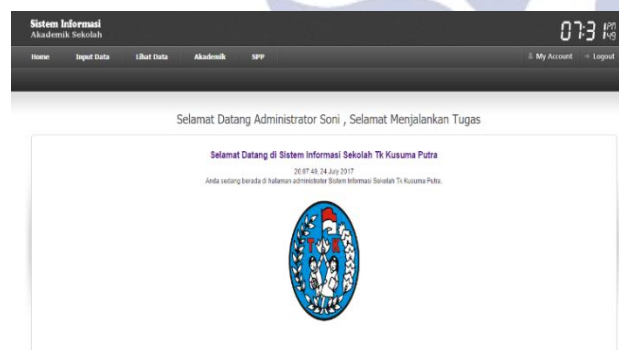 Sistem Informasi
Akademik Sekolah
07:3
PM
49
Home Input Data Lihat Data Akademik SPP My Account Logout
Selamat Datang Administrator Soni , Selamat Menjalankan Tugas
Selamat Datang di Sistem Informasi Sekolah Tk Kusuma Putra
24 July 2017
Anda sedang berada di halaman administrator Sistem Informasi Sekolah Tk Kusuma Putra.
T K